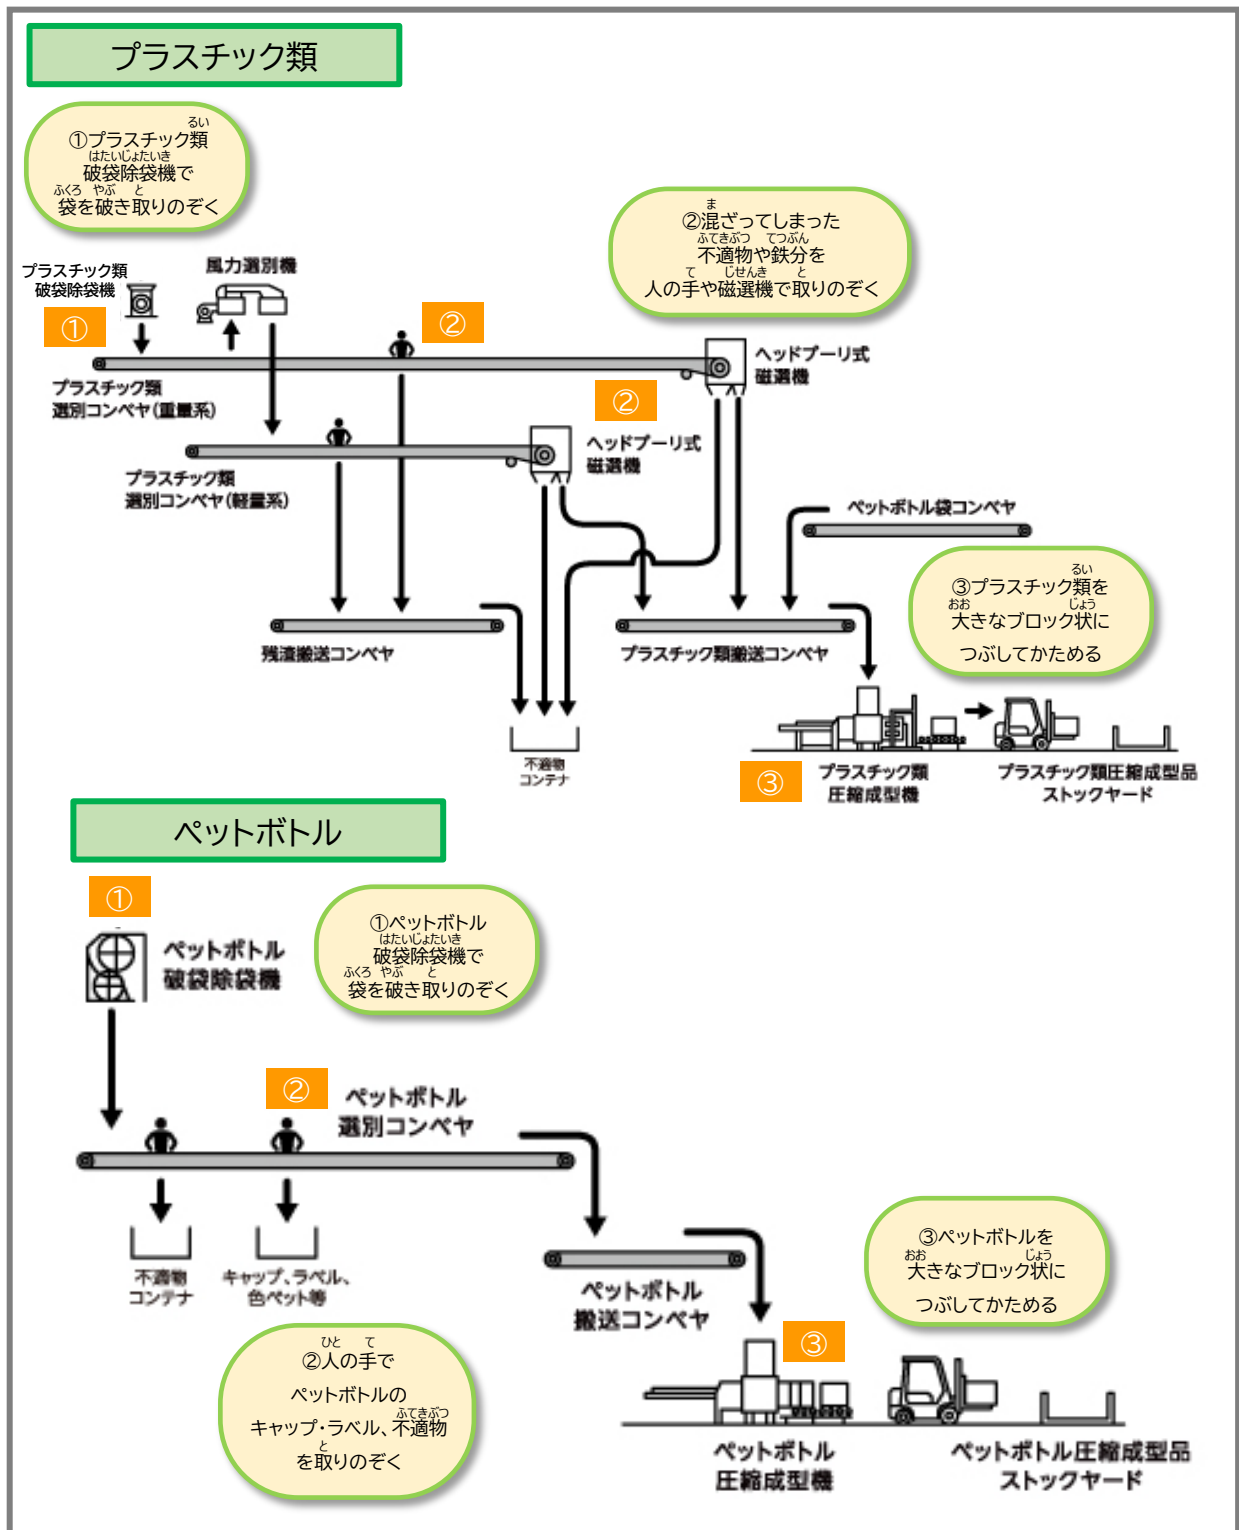 プラスチック類
①プラスチック類
るい
破袋除袋機で
はたいじょたいき
袋を破き取りのぞく
ふくろ やぶ と
②混ざってしまった
ま
不適物や鉄分を
ふてきぶつ てつぶん
人の手や磁選機で取りのぞく
て じせんき と
プラスチック類
破袋除袋機
風力選別機
①
②
ヘッドプーリ式
磁選機
プラスチック類
選別コンベヤ(重量系)
②
ヘッドプーリ式
磁選機
プラスチック類
選別コンベヤ(軽量系)
ペットボトル袋コンベヤ
③プラスチック類を
るい
大きなブロック状に
おお じょう
つぶしてかためる
残渣搬送コンベヤ
プラスチック類搬送コンベヤ
不適物
コンテナ
③
プラスチック類
圧縮成型機
プラスチック類圧縮成型品
ストックヤード
ペットボトル
①
ペットボトル
破袋除袋機
①ペットボトル
破袋除袋機で
はたいじょたいき
袋を破き取りのぞく
ふくろ やぶ と
②
ペットボトル
選別コンベヤ
不適物
コンテナ
キャップ、ラベル、
色ペット等
ペットボトル
搬送コンベヤ
③ペットボトルを
大きなブロック状に
おお じょう
つぶしてかためる
②人の手で
ひと て
ペットボトルの
キャップ・ラベル、不適物
ふてきぶつ
を取りのぞく
と
③
ペットボトル
圧縮成型機
ペットボトル圧縮成型品
ストックヤード